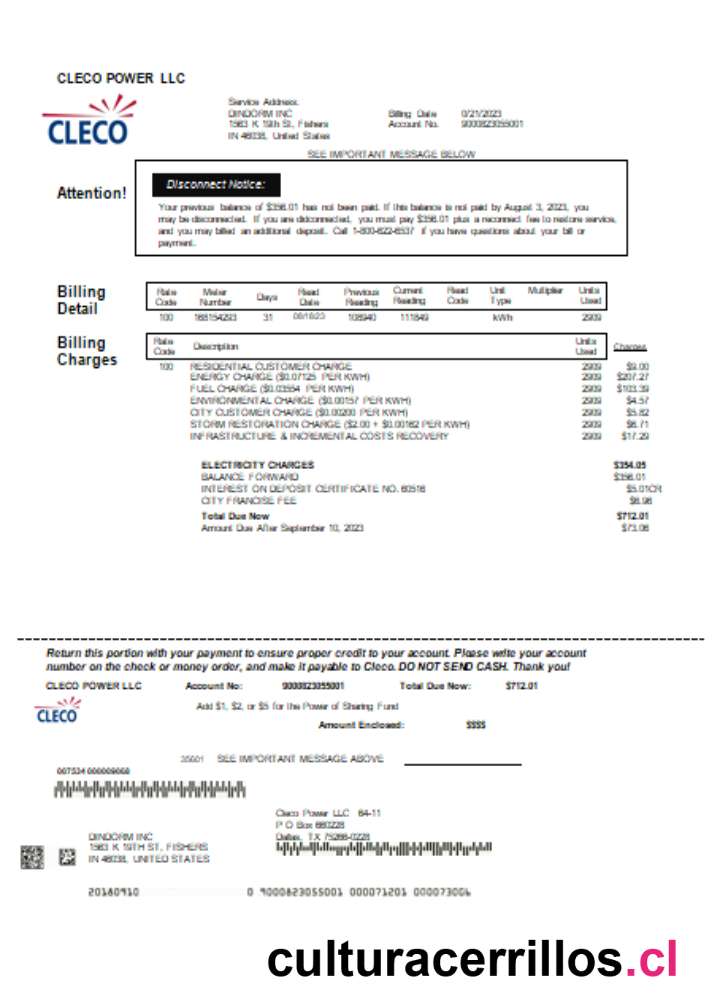 CLECO POWER LLC
CLECO
Service Address:
DINDORM INC
1563 K 19th St, Fishers
IN 46038, United States
Billing Date 0/21/2023
Account No. 9000823055001
SEE IMPORTANT MESSAGE BELOW
Attention!
Disconnect Notice:
Your previous balance of $356.01 has not been paid. If this balance is not paid by August 3, 2023, you
may be disconnected. If you are didconnected, you must pay $356.01 plus a reconnect fee to restore service,
and you may billed an additional deposit. Call 1-800-622-6537 if you have questions about your bill or
payment.
Billing Detail
Rate Code Meter Number Days Read Date Previous Reading Current Reading Read Code Unit Type Multiplier Units Used
100 168154293 31 08/18/23 108940 111849 kWh 2909
Billing Charges
Rate Code Description Units Used Charges
100 RESIDENTIAL CUSTOMER CHARGE 2909 $9.00
ENERGY CHARGE ($0.07125 PER KWH) 2909 $207.27
FUEL CHARGE ($0.03554 PER KWH) 2909 $103.39
ENVIRONMENTAL CHARGE ($0.00157 PER KWH) 2909 $4.57
CITY CUSTOMER CHARGE ($0.00200 PER KWH) 2909 $5.82
STORM RESTORATION CHARGE ($2.00 + $0.00162 PER KWH) 2909 $6.71
INFRASTRUCTURE & INCREMENTAL COSTS RECOVERY 2909 $17.29
ELECTRICITY CHARGES $354.05
BALANCE FORWARD $356.01
INTEREST ON DEPOSIT CERTIFICATE NO. 60516 $5.01CR
CITY FRANCISE FEE $6.96
Total Due Now $712.01
Amount Due After September 10, 2023 $73.06
Return this portion with your payment to ensure proper credit to your account. Please write your account
number on the check or money order, and make it payable to Cleco. DO NOT SEND CASH. Thank you!
CLECO POWER LLC Account No: 9000823055001 Total Due Now: $712.01
CLECO
Add $1, $2, or $5 for the Power of Sharing Fund
Amount Enclosed: $$$$
35601 SEE IMPORTANT MESSAGE ABOVE
007534 000009068
Cleco Power LLC 64-11
P O Box 660228
Dallas, TX 75266-0228
DINDORM INC
1563 K 19TH ST, FISHERS
IN 46038, UNITED STATES
20180910 0 9000823055001 000071201 000073006
culturacerrillos.cl